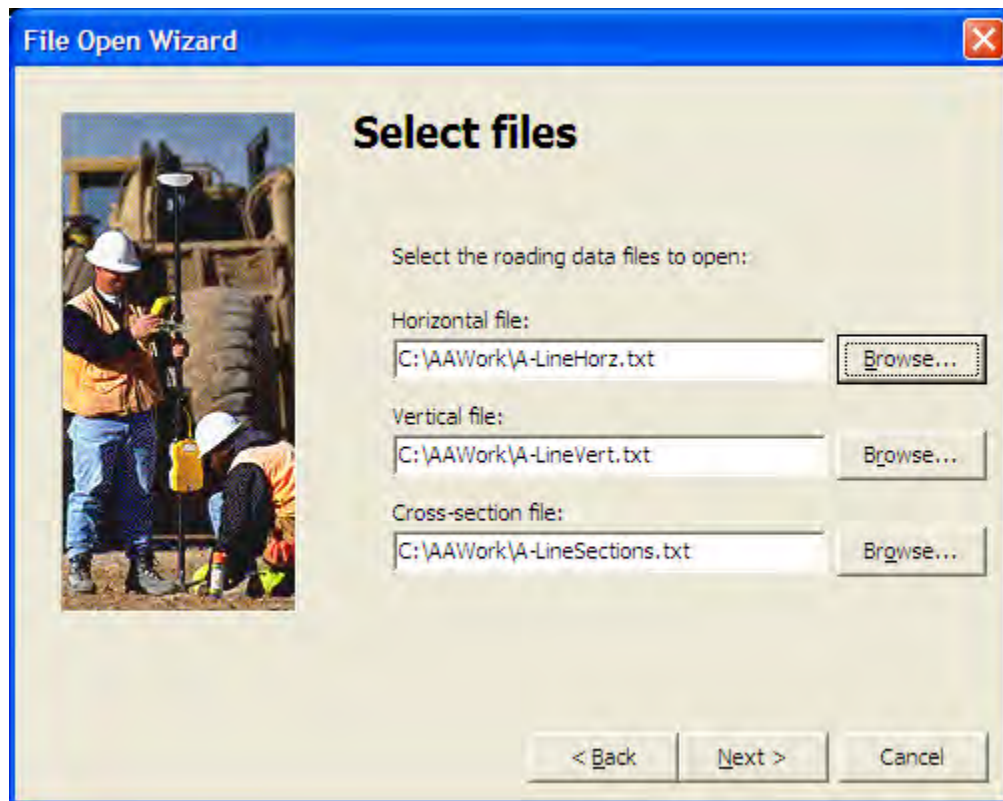 File Open Wizard
Select files
Select the roading data files to open:
Horizontal file:
C:\AAWork\A-LineHorz.txt
Browse...
Vertical file:
C:\AAWork\A-LineVert.txt
Browse...
Cross-section file:
C:\AAWork\A-LineSections.txt
Browse...
< Back
Next >
Cancel